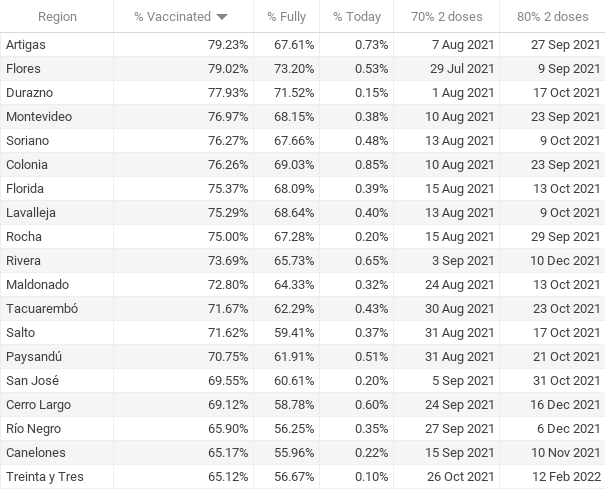 Region % Vaccinated % Fully % Today 70% 2 doses 80% 2 doses
Artigas 79.23% 67.61% 0.73% 7 Aug 2021 27 Sep 2021
Flores 79.02% 73.20% 0.53% 29 Jul 2021 9 Sep 2021
Durazno 77.93% 71.52% 0.15% 1 Aug 2021 17 Oct 2021
Montevideo 76.97% 68.15% 0.38% 10 Aug 2021 23 Sep 2021
Soriano 76.27% 67.66% 0.48% 13 Aug 2021 9 Oct 2021
Colonia 76.26% 69.03% 0.85% 10 Aug 2021 23 Sep 2021
Florida 75.37% 68.09% 0.39% 15 Aug 2021 13 Oct 2021
Lavalleja 75.29% 68.64% 0.40% 13 Aug 2021 9 Oct 2021
Rocha 75.00% 67.28% 0.20% 15 Aug 2021 29 Sep 2021
Rivera 73.69% 65.73% 0.65% 3 Sep 2021 10 Dec 2021
Maldonado 72.80% 64.33% 0.32% 24 Aug 2021 13 Oct 2021
Tacuarembó 71.67% 62.29% 0.43% 30 Aug 2021 23 Oct 2021
Salto 71.62% 59.41% 0.37% 31 Aug 2021 17 Oct 2021
Paysandú 70.75% 61.91% 0.51% 31 Aug 2021 21 Oct 2021
San José 69.55% 60.61% 0.20% 5 Sep 2021 31 Oct 2021
Cerro Largo 69.12% 58.78% 0.60% 24 Sep 2021 16 Dec 2021
Río Negro 65.90% 56.25% 0.35% 27 Sep 2021 6 Dec 2021
Canelones 65.17% 55.96% 0.22% 15 Sep 2021 10 Nov 2021
Treinta y Tres 65.12% 56.67% 0.10% 26 Oct 2021 12 Feb 2022